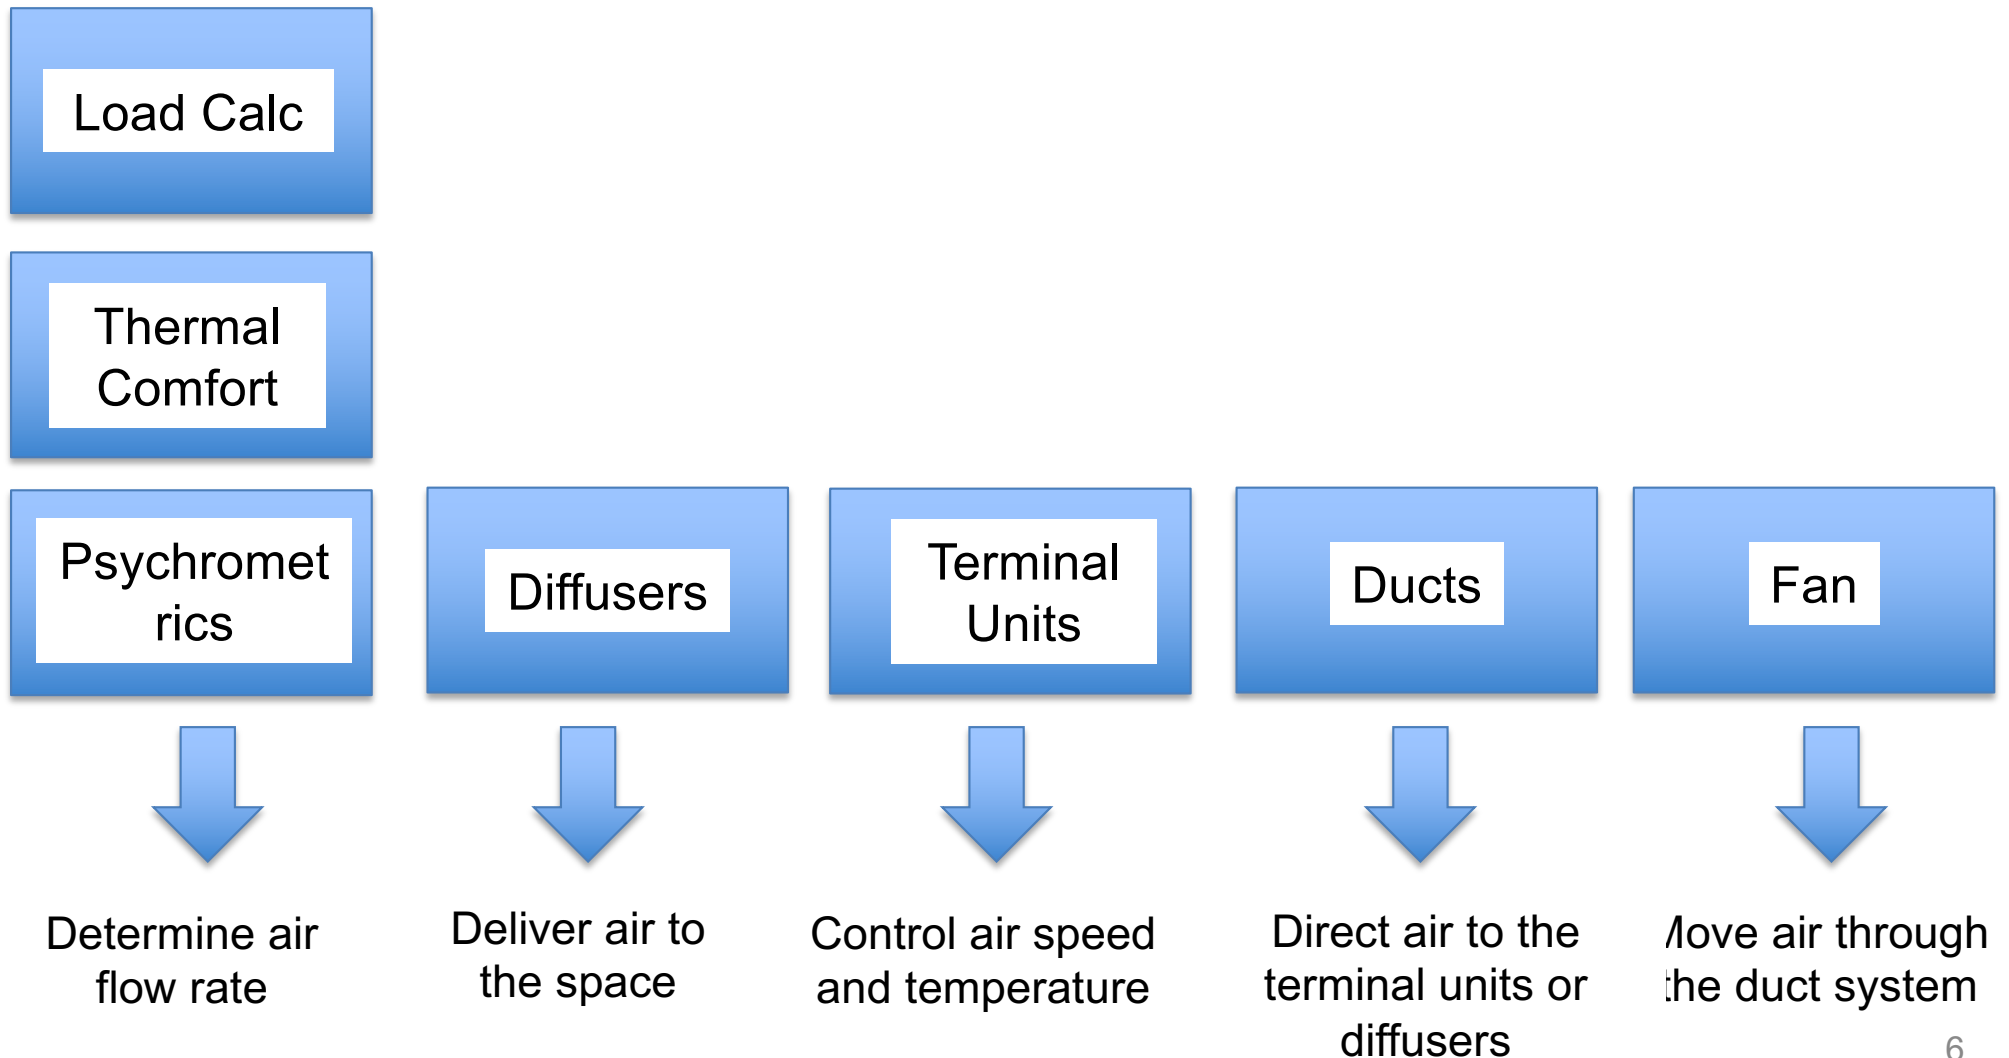 Load Calc
Thermal
Comfort
Psychromet
rics
Diffusers
Terminal
Units
Ducts
Fan
Determine air
flow rate
Deliver air to
the space
Control air speed
and temperature
Direct air to the
terminal units or
diffusers
Move air through
the duct system
6